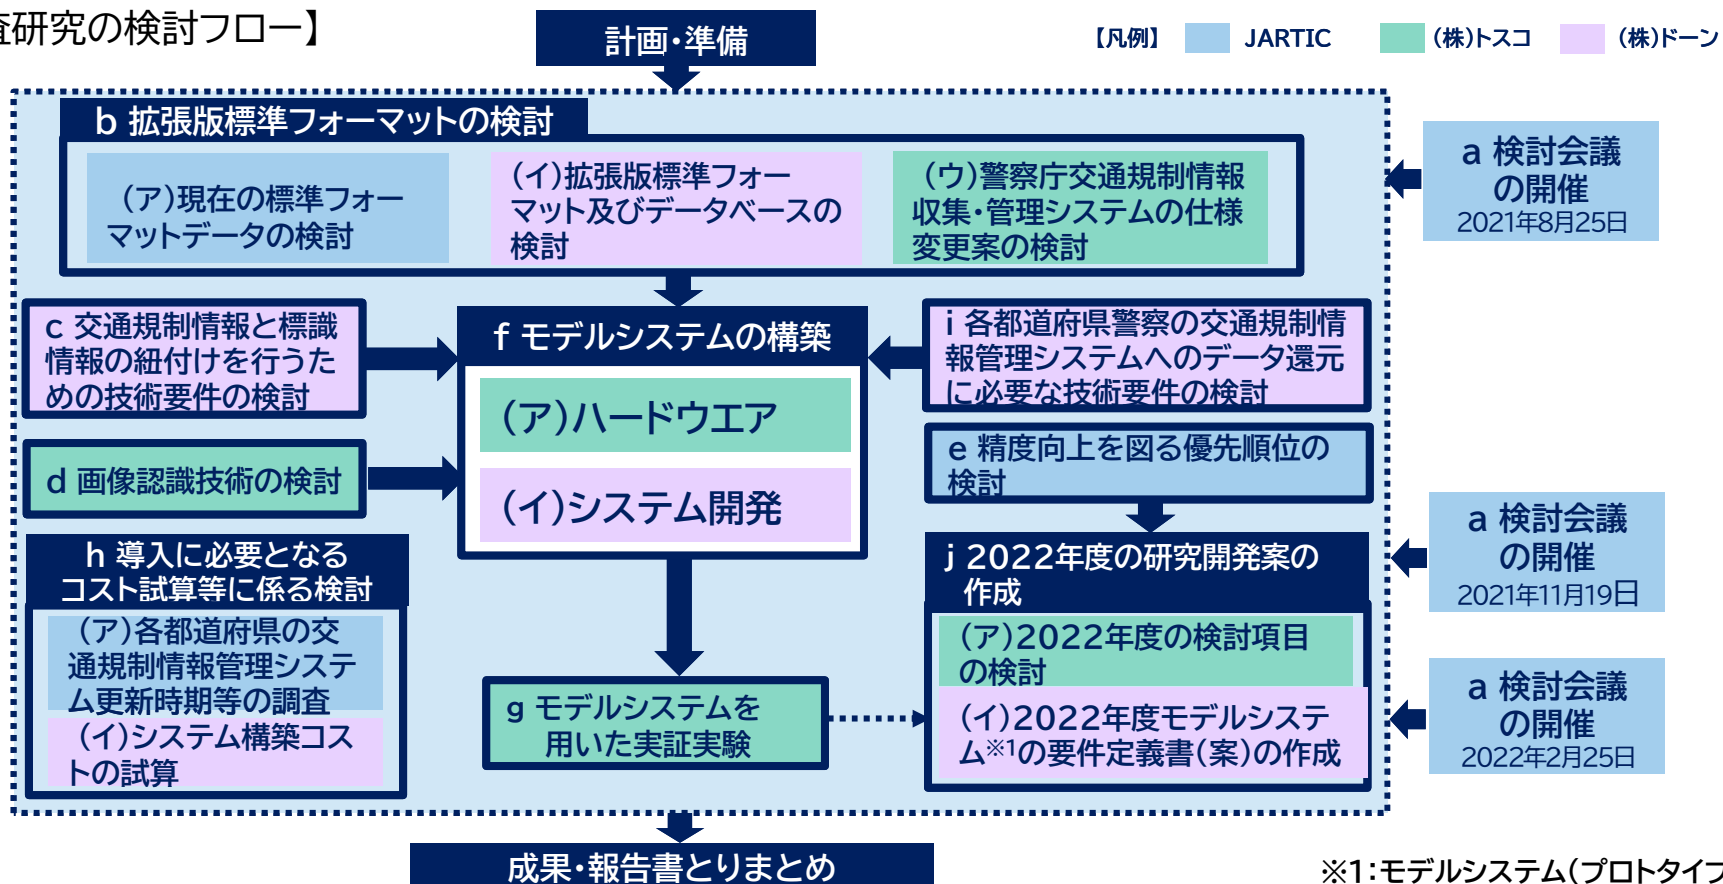 査研究の検討フロー】
計画・準備
【凡例】 JARTIC (株)トスコ (株)ドーン
b 拡張版標準フォーマットの検討
(ア)現在の標準フォー
マットデータの検討
(イ)拡張版標準フォー
マット及びデータベースの
検討
(ウ)警察庁交通規制情報
収集・管理システムの仕様
変更案の検討
a 検討会議
の開催
2021年8月25日
c 交通規制情報と標識
情報の紐付けを行うた
めの技術要件の検討
f モデルシステムの構築
(ア)ハードウエア
(イ)システム開発
i 各都道府県警察の交通規制情
報管理システムへのデータ還元
に必要な技術要件の検討
d 画像認識技術の検討
e 精度向上を図る優先順位の
検討
a 検討会議
の開催
2021年11月19日
h 導入に必要となる
コスト試算等に係る検討
(ア)各都道府県の交
通規制情報管理システ
ム更新時期等の調査
(イ)システム構築コス
トの試算
g モデルシステムを
用いた実証実験
j 2022年度の研究開発案の
作成
(ア)2022年度の検討項目
の検討
(イ)2022年度モデルシステ
ム※1の要件定義書(案)の作成
a 検討会議
の開催
2022年2月25日
成果・報告書とりまとめ
※1:モデルシステム(プロトタイプ